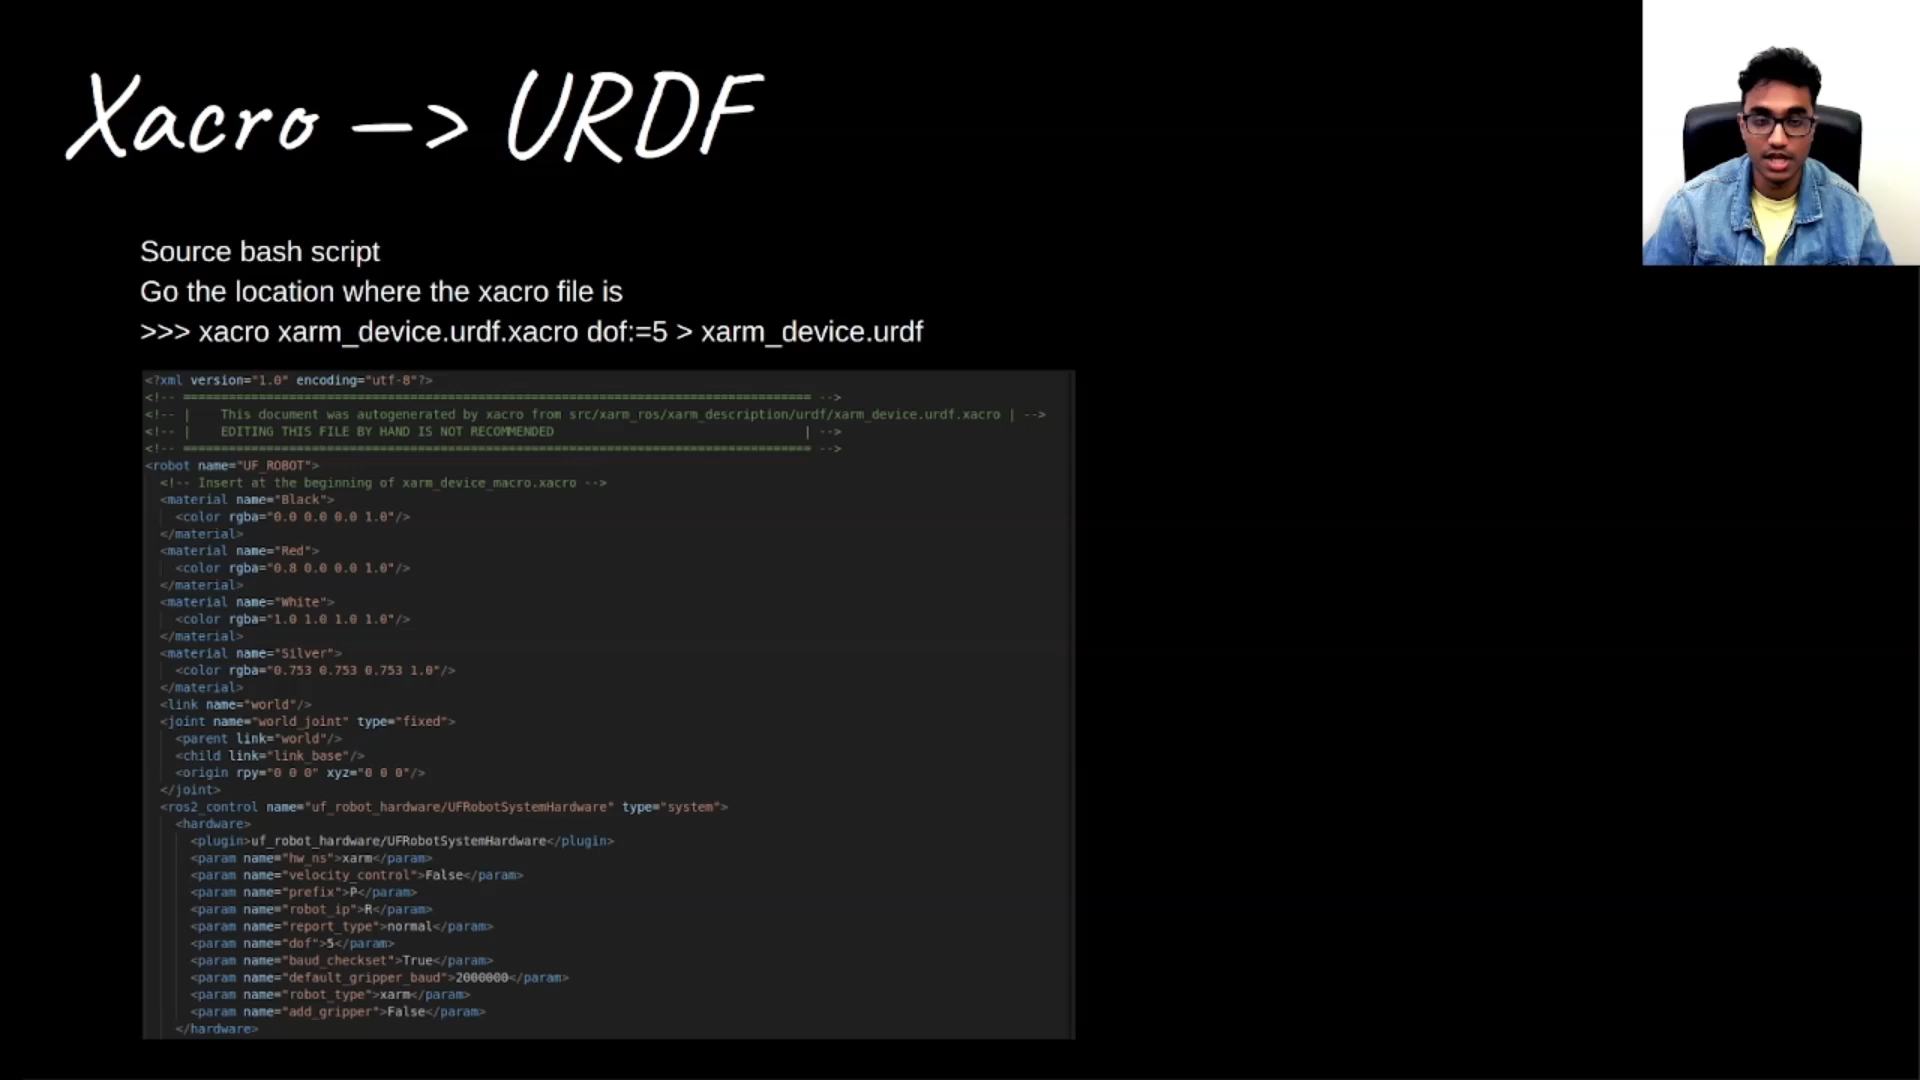 Xacro –> URDF
Source bash script
Go the location where the xacro file is
>>> xacro xarm_device.urdf.xacro dof:=5 > xarm_device.urdf
<?xml version="1.0" encoding="utf-8"?>
<!-- =================================================================================== -->
<!-- |    This document was autogenerated by xacro from src/xarm_ros/xarm_description/urdf/xarm_device.urdf.xacro | -->
<!-- |    EDITING THIS FILE BY HAND IS NOT RECOMMENDED                                 | -->
<!-- =================================================================================== -->
<robot name="UF_ROBOT">
  <!-- Insert at the beginning of xarm_device_macro.xacro -->
  <material name="Black">
    <color rgba="0.0 0.0 0.0 1.0"/>
  </material>
  <material name="Red">
    <color rgba="0.8 0.0 0.0 1.0"/>
  </material>
  <material name="White">
    <color rgba="1.0 1.0 1.0 1.0"/>
  </material>
  <material name="Silver">
    <color rgba="0.753 0.753 0.753 1.0"/>
  </material>
  <link name="world"/>
  <joint name="world_joint" type="fixed">
    <parent link="world"/>
    <child link="link_base"/>
    <origin rpy="0 0 0" xyz="0 0 0"/>
  </joint>
  <ros2_control name="uf_robot_hardware/UFRobotSystemHardware" type="system">
    <hardware>
      <plugin>uf_robot_hardware/UFRobotSystemHardware</plugin>
      <param name="hw_ns">xarm</param>
      <param name="velocity_control">False</param>
      <param name="prefix">P</param>
      <param name="robot_ip">R</param>
      <param name="report_type">normal</param>
      <param name="dof">5</param>
      <param name="baud_checkset">True</param>
      <param name="default_gripper_baud">2000000</param>
      <param name="robot_type">xarm</param>
      <param name="add_gripper">False</param>
    </hardware>